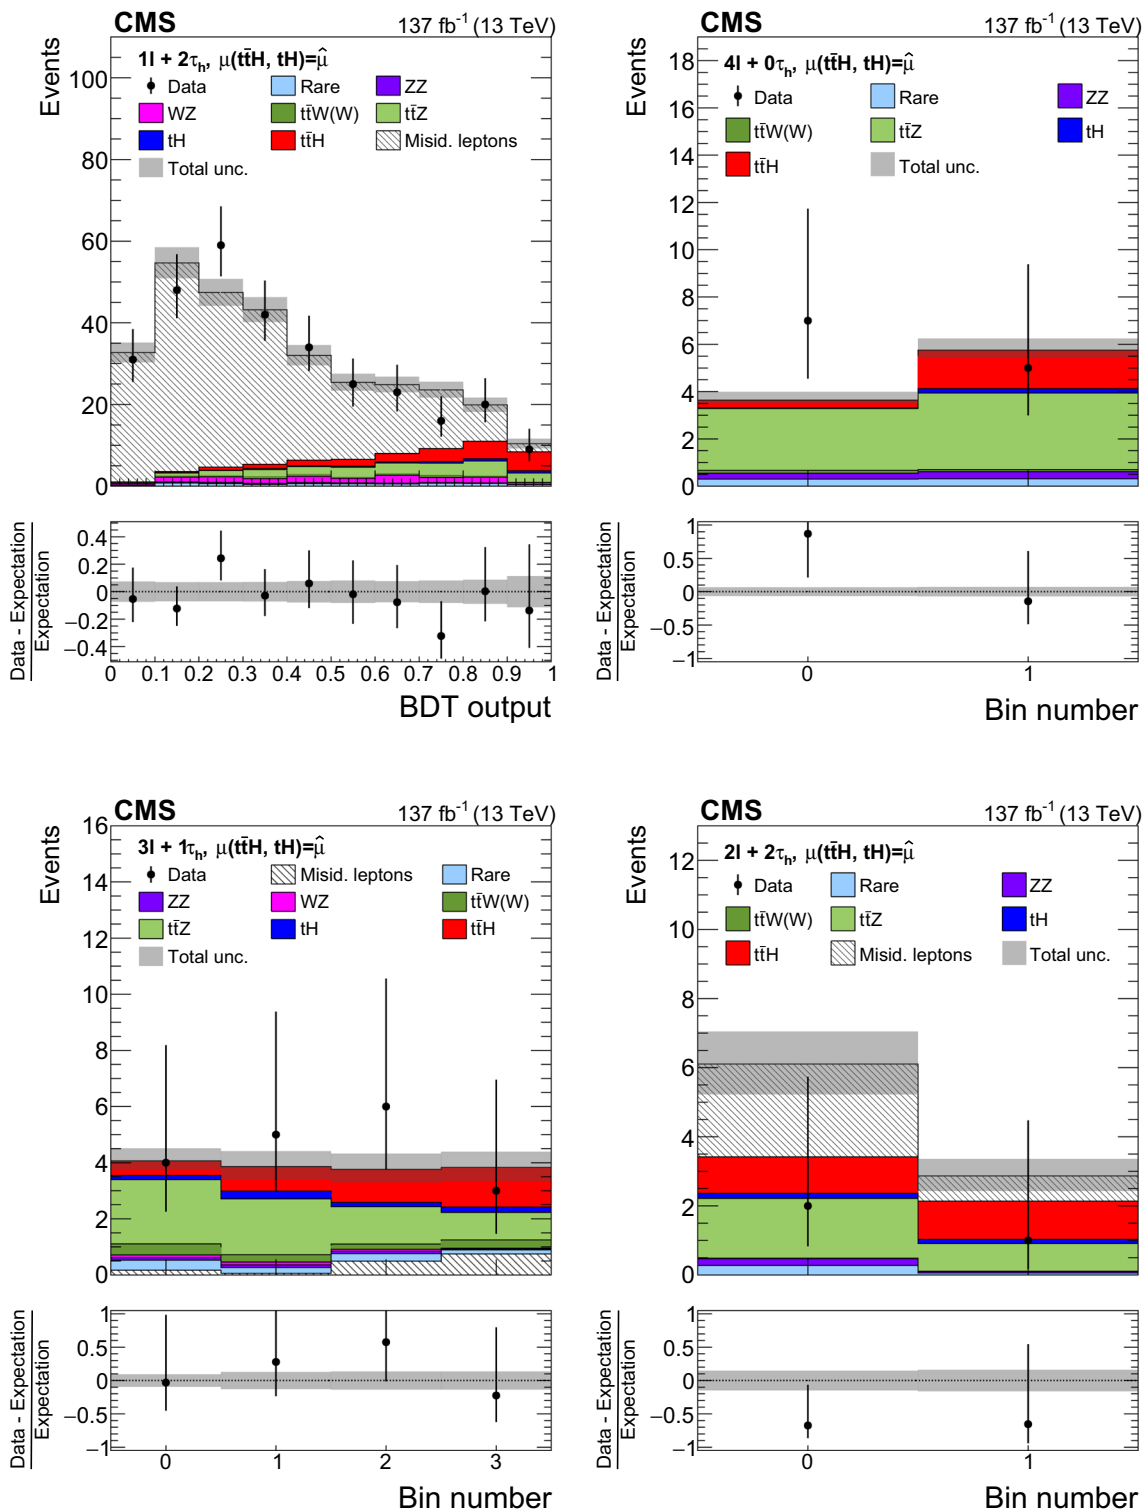 CMS 137 fb⁻¹ (13 TeV)
1l + 2τₕ, μ(tt̄H, tH)=μ̂
Data Rare ZZ
WZ tt̄W(W) tt̄Z
tH tt̄H Misid. leptons
Total unc.
Events
100
80
60
40
20
0
Data - Expectation
Expectation
0.4
0.2
0
−0.2
−0.4
0 0.1 0.2 0.3 0.4 0.5 0.6 0.7 0.8 0.9 1
BDT output
CMS 137 fb⁻¹ (13 TeV)
4l + 0τₕ, μ(tt̄H, tH)=μ̂
Data Rare ZZ
tt̄W(W) tt̄Z tH
tt̄H Total unc.
Events
18
16
14
12
10
8
6
4
2
0
Data - Expectation
Expectation
1
0.5
0
−0.5
−1
0 1
Bin number
CMS 137 fb⁻¹ (13 TeV)
3l + 1τₕ, μ(tt̄H, tH)=μ̂
Data Misid. leptons Rare
ZZ WZ tt̄W(W)
tt̄Z tH tt̄H
Total unc.
Events
16
14
12
10
8
6
4
2
0
Data - Expectation
Expectation
1
0.5
0
−0.5
−1
0 1 2 3
Bin number
CMS 137 fb⁻¹ (13 TeV)
2l + 2τₕ, μ(tt̄H, tH)=μ̂
Data Rare ZZ
tt̄W(W) tt̄Z tH
tt̄H Misid. leptons Total unc.
Events
12
10
8
6
4
2
0
Data - Expectation
Expectation
1
0.5
0
−0.5
−1
0 1
Bin number